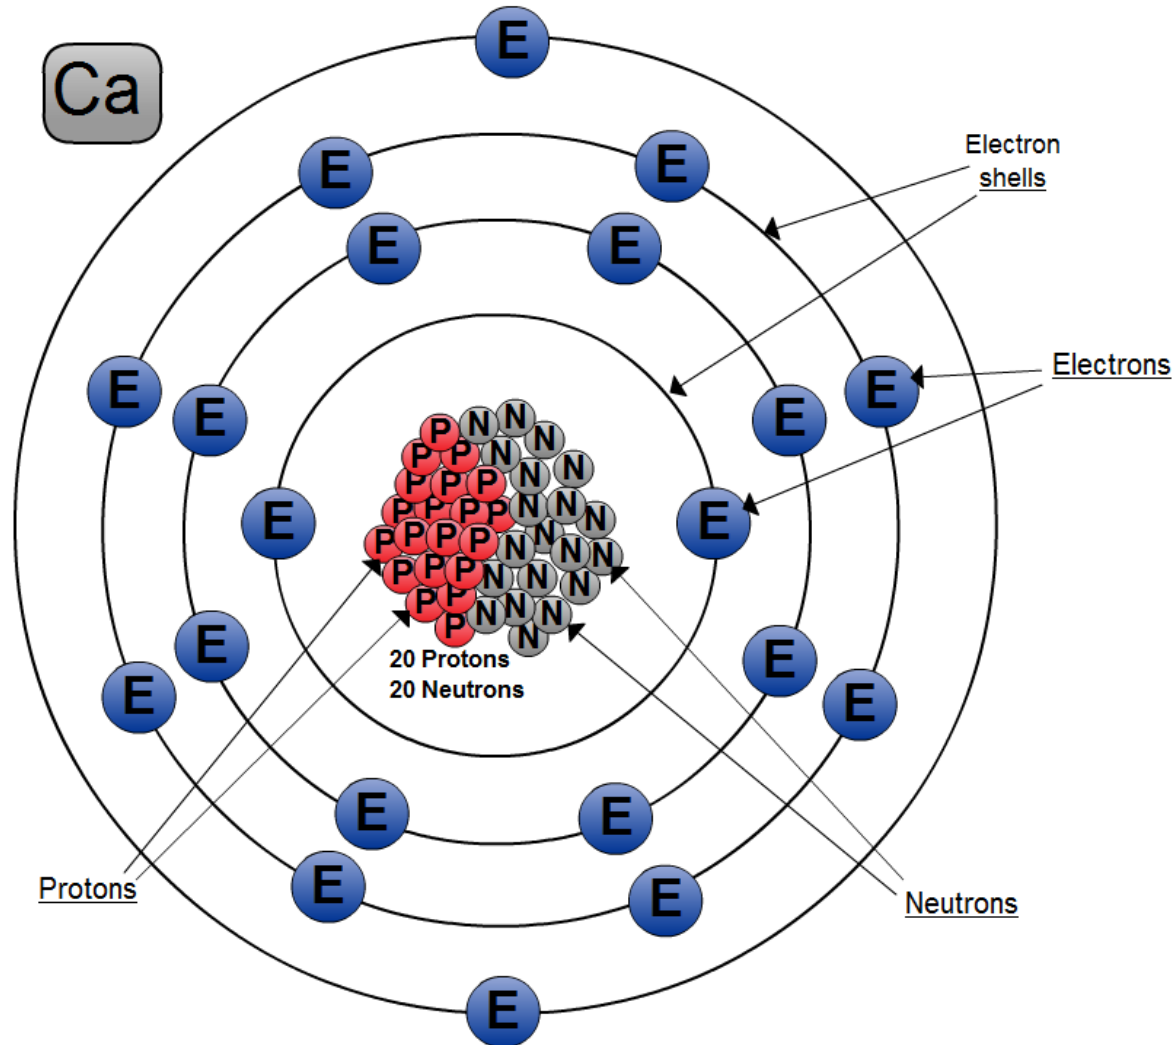 Ca
E
E E
Electron
shells
E E
E E E E
Electrons
P N N N
P P N N N
P P P
P P P P N N N
E E
P P P P N N N N
P P P N N N
P P N N N
P N
20 Protons
20 Neutrons
E E
E E
E E
Protons
E E
Neutrons
E